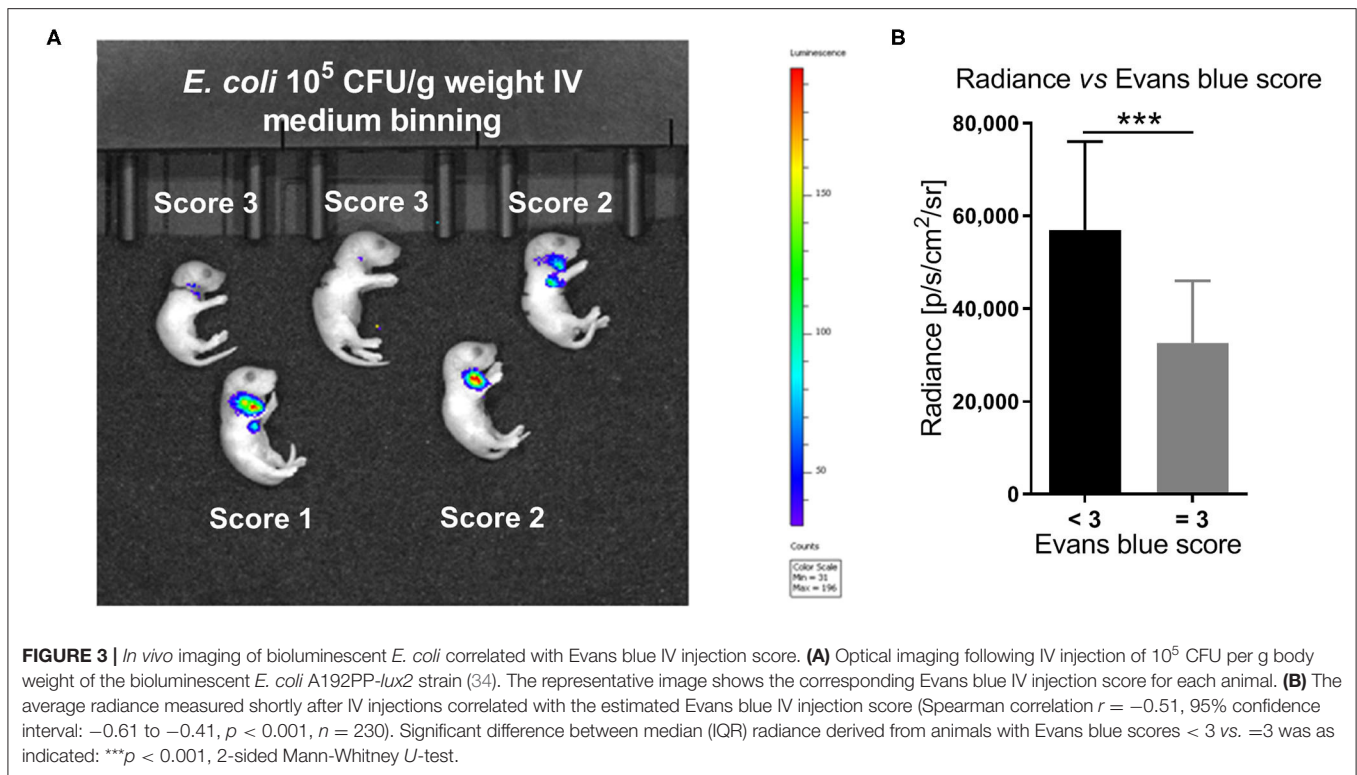 A
E. coli 10⁵ CFU/g weight IV
medium binning
Score 3
Score 3
Score 2
Score 1
Score 2
Luminescence
150
100
50
Counts
Color Scale
Min = 31
Max = 196
B
Radiance vs Evans blue score
***
80,000
60,000
40,000
20,000
0
Radiance [p/s/cm²/sr]
< 3
= 3
Evans blue score
FIGURE 3 | In vivo imaging of bioluminescent E. coli correlated with Evans blue IV injection score. (A) Optical imaging following IV injection of 10⁵ CFU per g body
weight of the bioluminescent E. coli A192PP-lux2 strain (34). The representative image shows the corresponding Evans blue IV injection score for each animal. (B) The
average radiance measured shortly after IV injections correlated with the estimated Evans blue IV injection score (Spearman correlation r = −0.51, 95% confidence
interval: −0.61 to −0.41, p < 0.001, n = 230). Significant difference between median (IQR) radiance derived from animals with Evans blue scores < 3 vs. =3 was as
indicated: ***p < 0.001, 2-sided Mann-Whitney U-test.